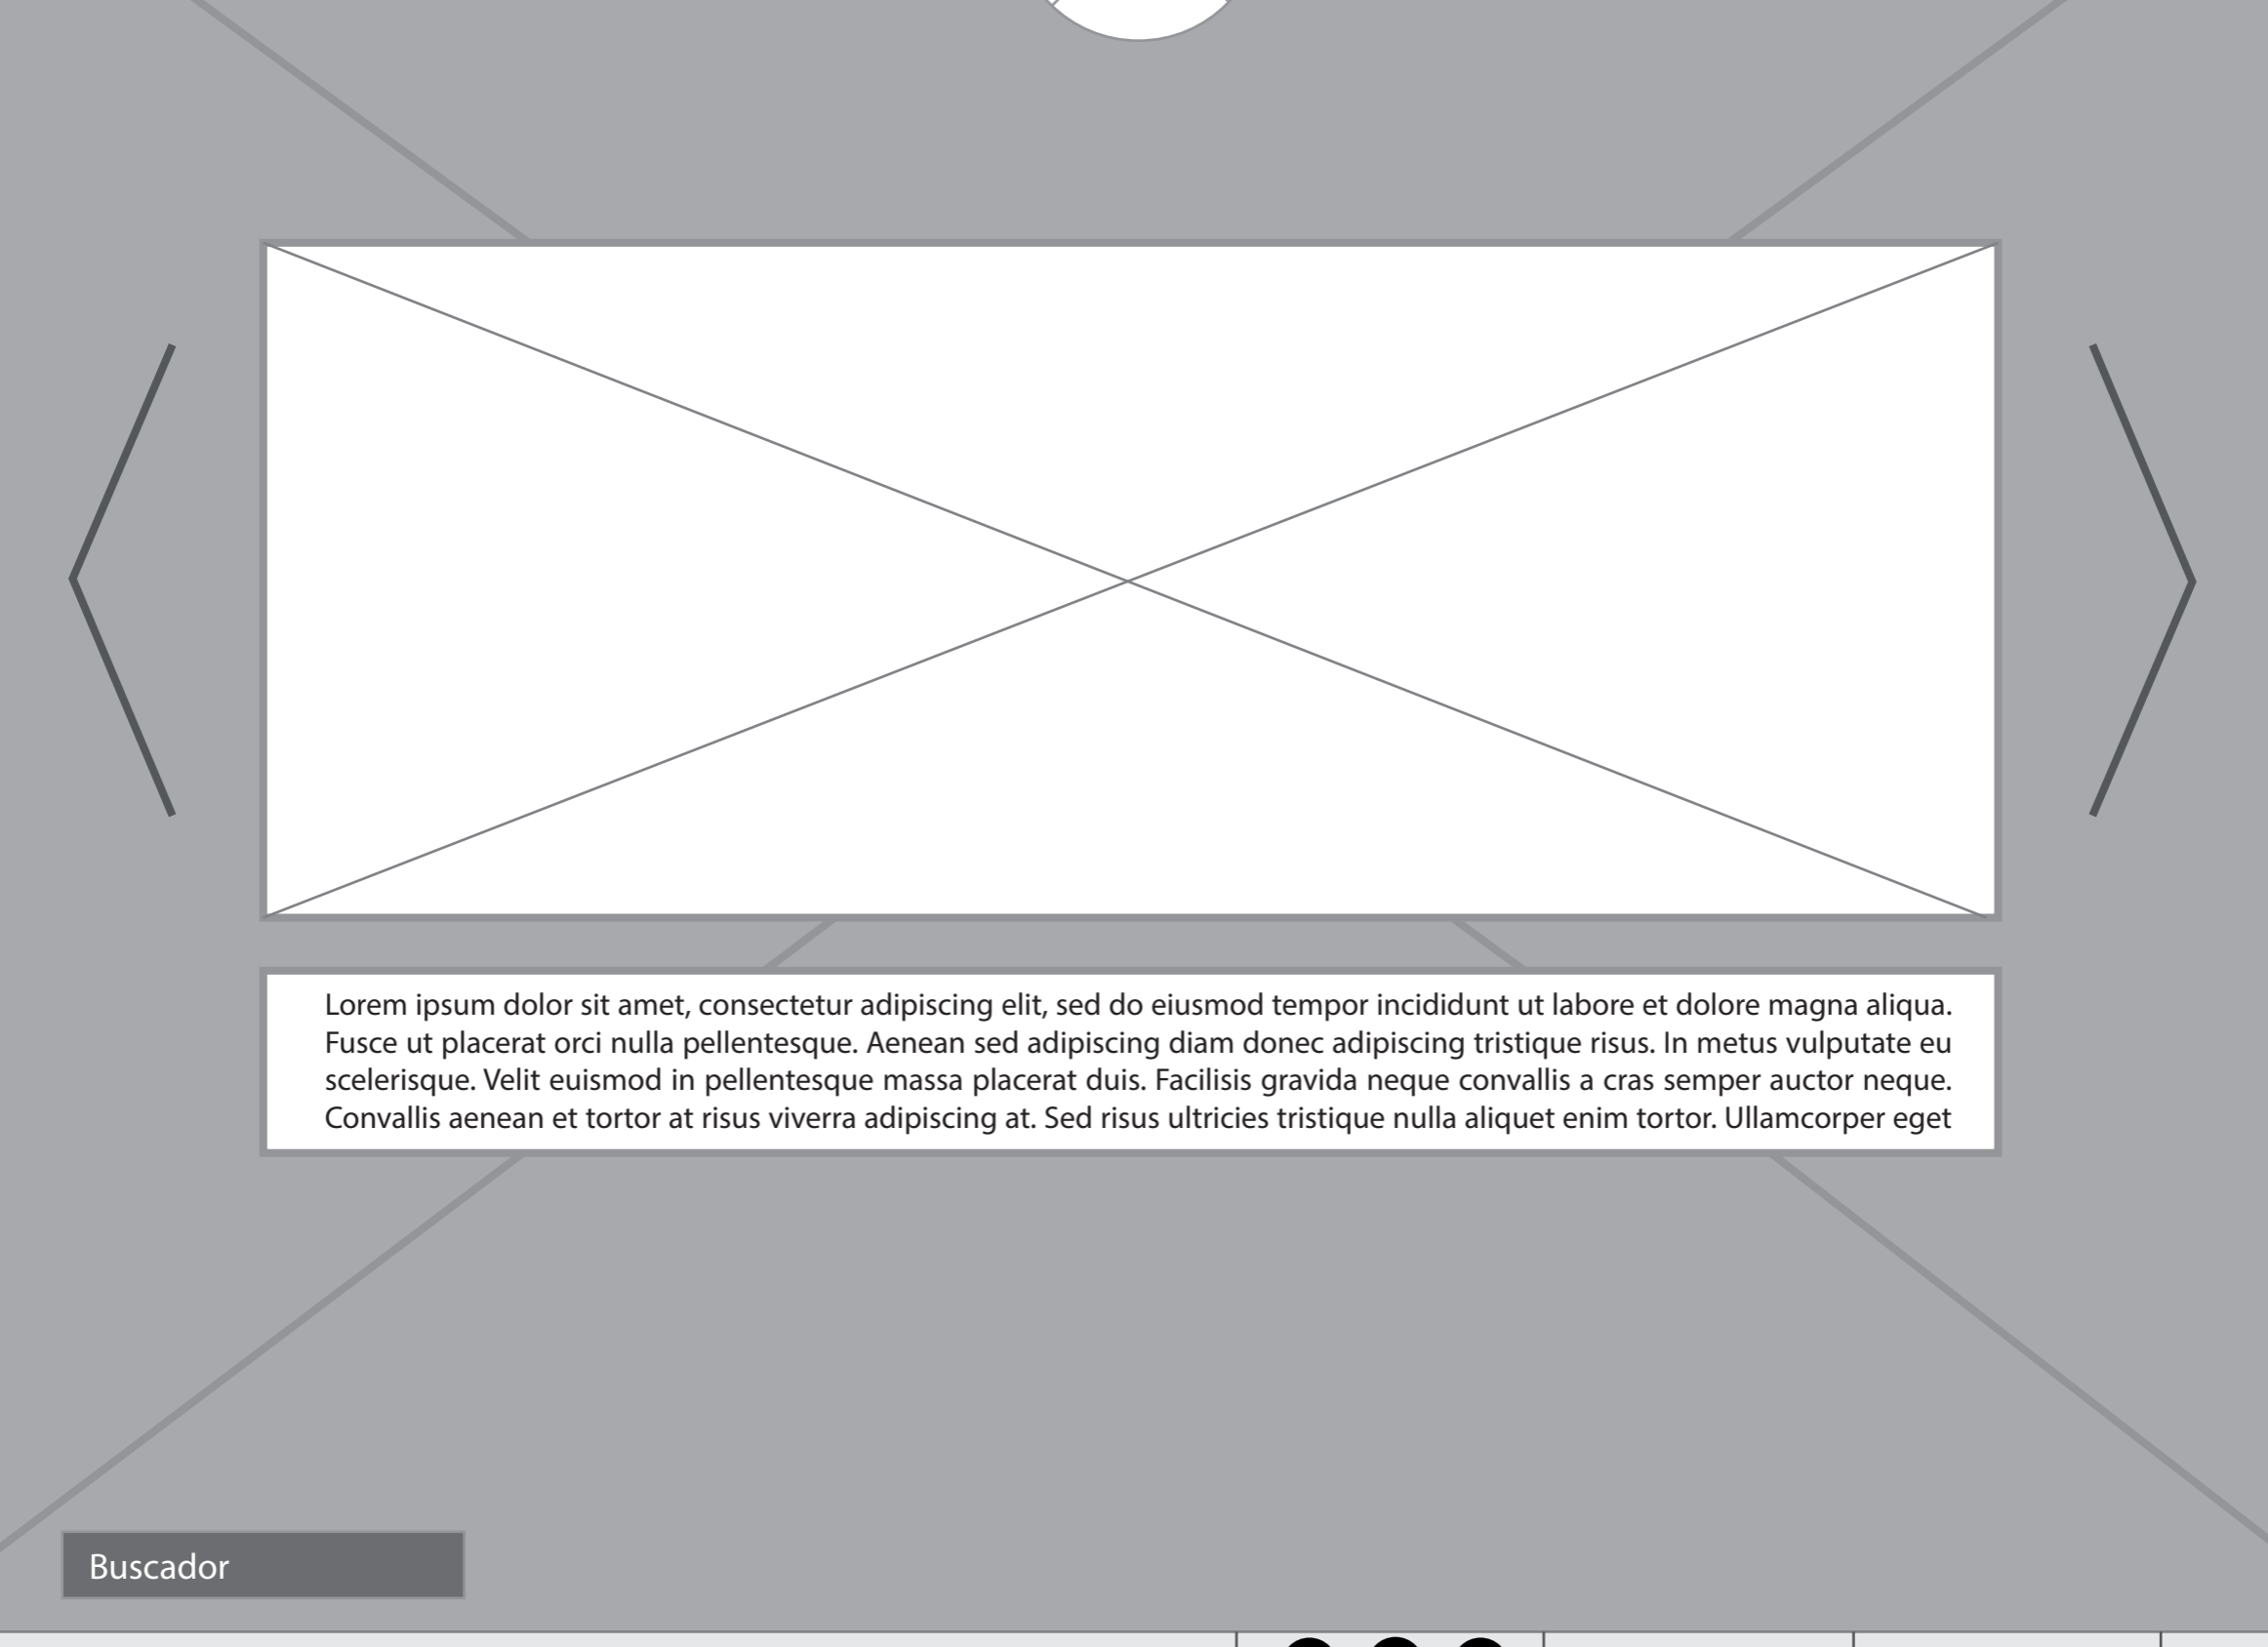 Lorem ipsum dolor sit amet, consectetur adipiscing elit, sed do eiusmod tempor incididunt ut labore et dolore magna aliqua.
Fusce ut placerat orci nulla pellentesque. Aenean sed adipiscing diam donec adipiscing tristique risus. In metus vulputate eu
scelerisque. Velit euismod in pellentesque massa placerat duis. Facilisis gravida neque convallis a cras semper auctor neque.
Convallis aenean et tortor at risus viverra adipiscing at. Sed risus ultricies tristique nulla aliquet enim tortor. Ullamcorper eget
Buscador